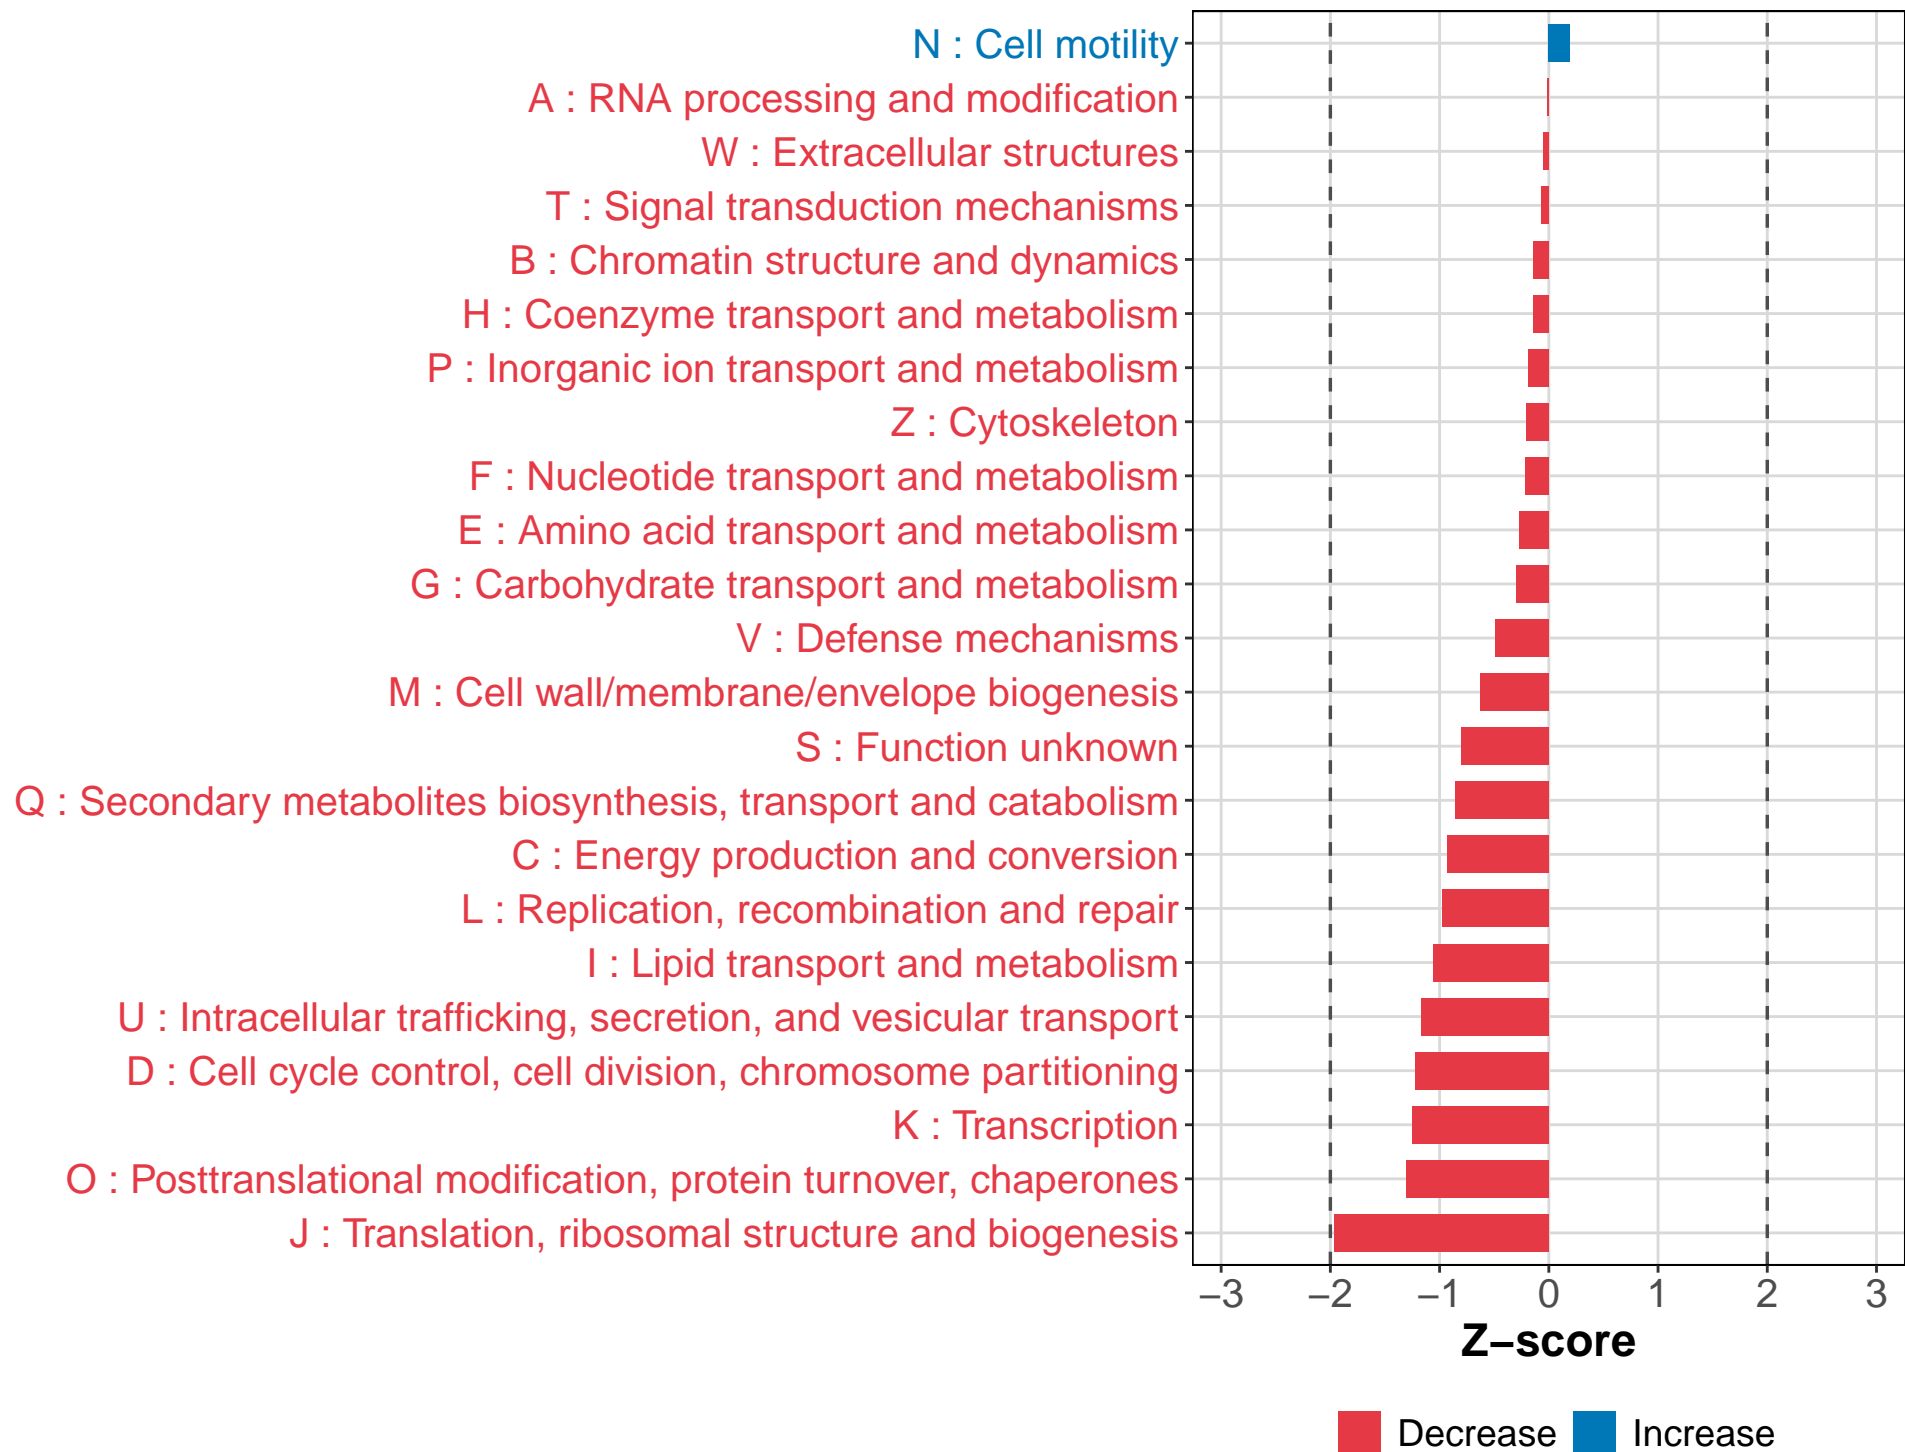 N : Cell motility
A : RNA processing and modification
W : Extracellular structures
T : Signal transduction mechanisms
B : Chromatin structure and dynamics
H : Coenzyme transport and metabolism
P : Inorganic ion transport and metabolism
Z : Cytoskeleton
F : Nucleotide transport and metabolism
E : Amino acid transport and metabolism
G : Carbohydrate transport and metabolism
V : Defense mechanisms
M : Cell wall/membrane/envelope biogenesis
S : Function unknown
Q : Secondary metabolites biosynthesis, transport and catabolism
C : Energy production and conversion
L : Replication, recombination and repair
I : Lipid transport and metabolism
U : Intracellular trafficking, secretion, and vesicular transport
D : Cell cycle control, cell division, chromosome partitioning
K : Transcription
O : Posttranslational modification, protein turnover, chaperones
J : Translation, ribosomal structure and biogenesis
−3 −2 −1 0 1 2 3
Z−score
Decrease Increase